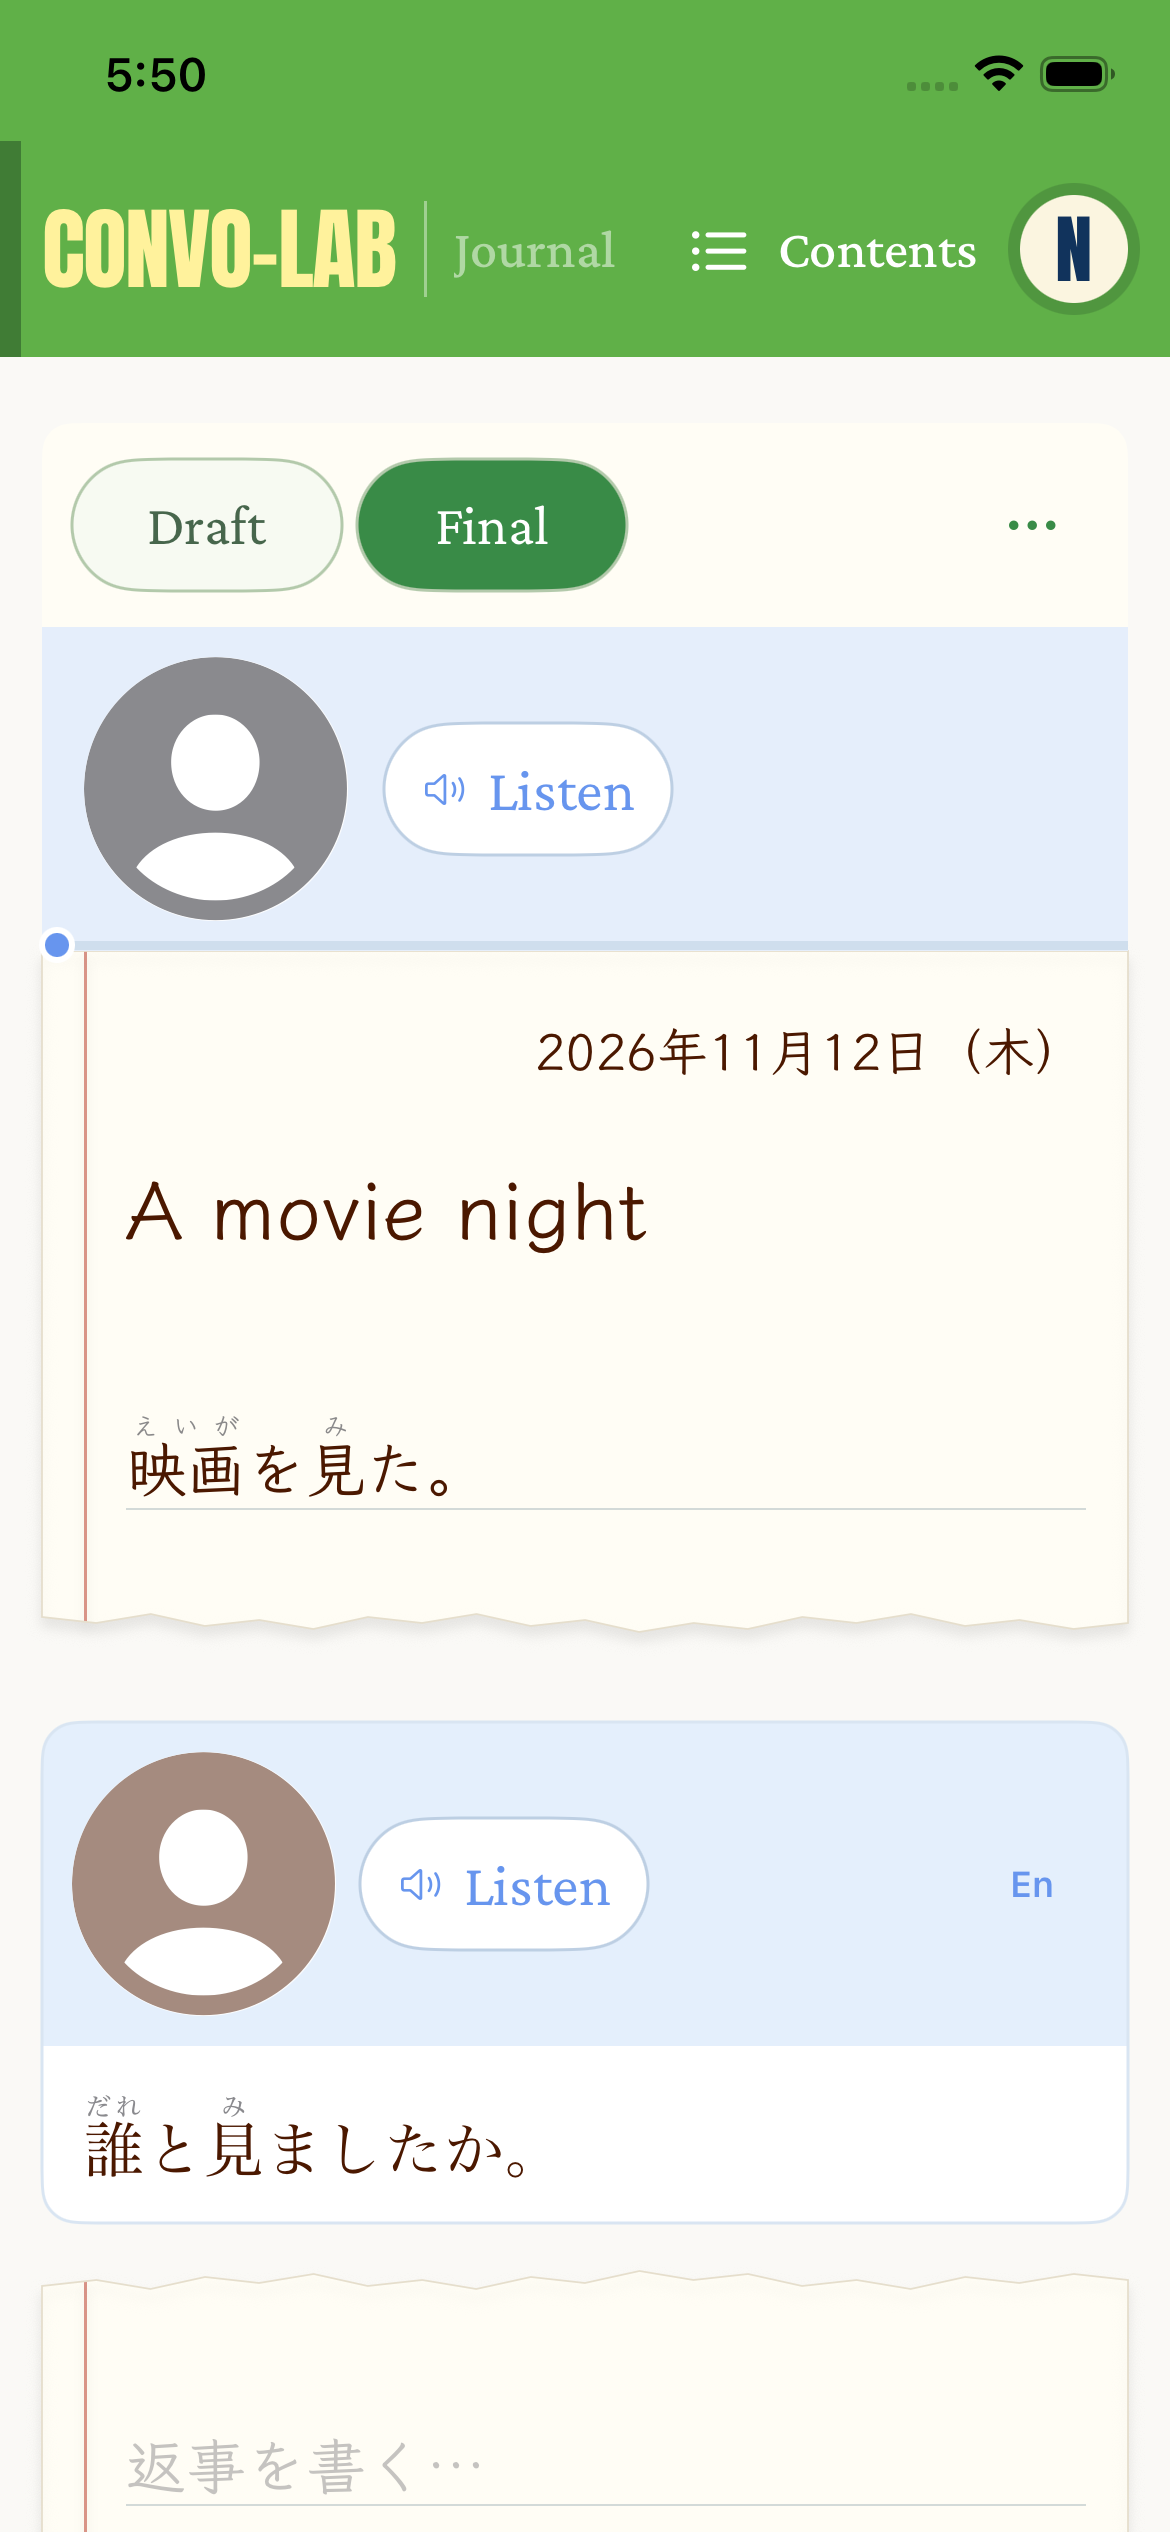 5:50
CONVO-LAB
Journal
Contents
N
Draft
Final
Listen
2026年11月12日（木）
A movie night
えいが み
映画を見た。
Listen
En
だれ み
誰と見ましたか。
返事を書く…